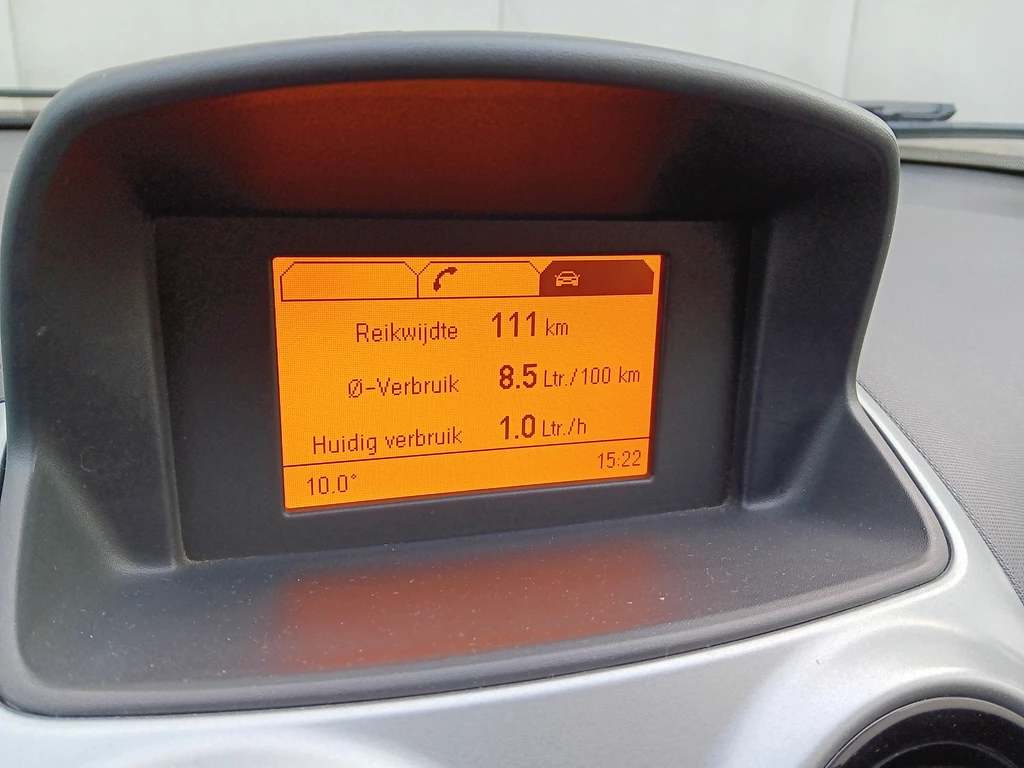 Reikwijdte 111 km
Ø-Verbruik 8.5 Ltr./100 km
Huidig verbruik 1.0 Ltr./h
10.0° 15:22